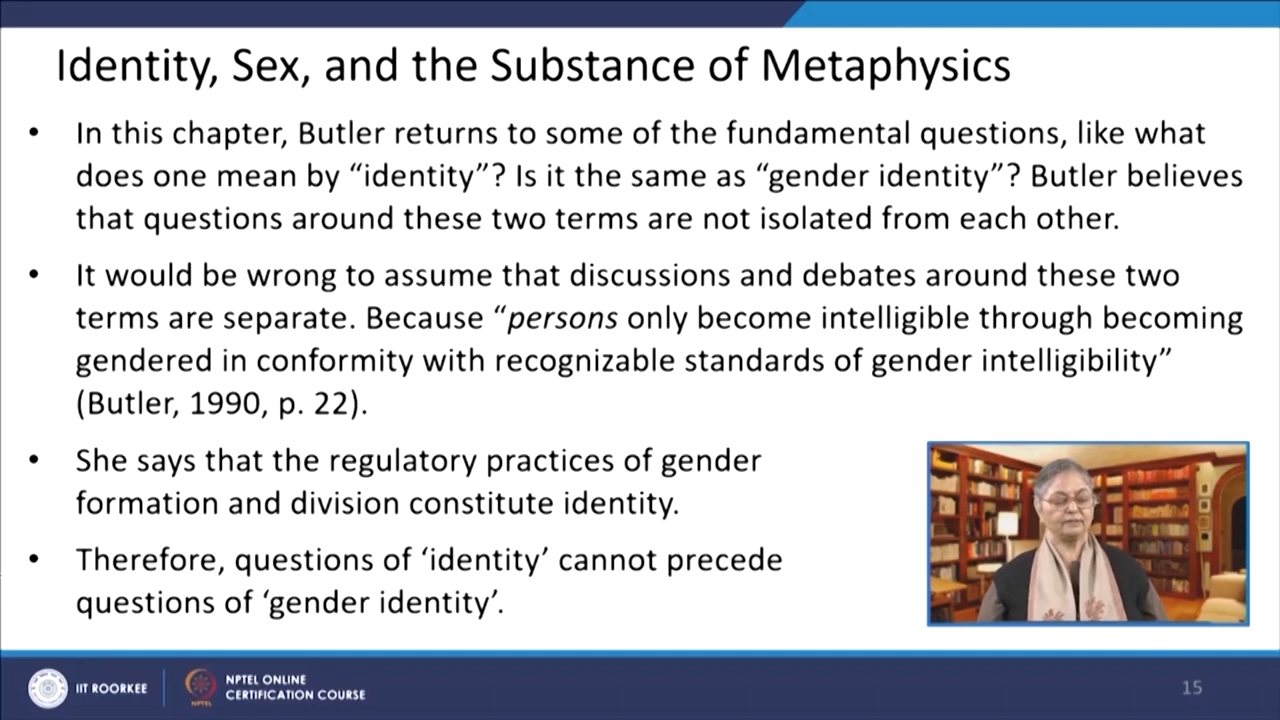 Identity, Sex, and the Substance of Metaphysics
• In this chapter, Butler returns to some of the fundamental questions, like what
does one mean by “identity”? Is it the same as “gender identity”? Butler believes
that questions around these two terms are not isolated from each other.
• It would be wrong to assume that discussions and debates around these two
terms are separate. Because “persons only become intelligible through becoming
gendered in conformity with recognizable standards of gender intelligibility”
(Butler, 1990, p. 22).
• She says that the regulatory practices of gender
formation and division constitute identity.
• Therefore, questions of ‘identity’ cannot precede
questions of ‘gender identity’.
IIT ROORKEE
NPTEL
NPTEL ONLINE
CERTIFICATION COURSE
15